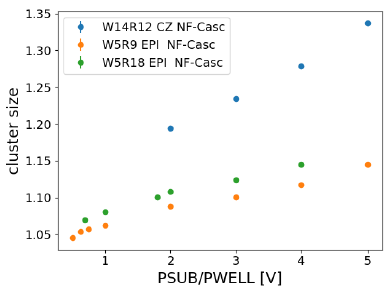 1.35
W14R12 CZ NF-Casc
W5R9 EPI  NF-Casc
W5R18 EPI  NF-Casc
1.30
1.25
1.20
1.15
1.10
1.05
cluster size
1
2
3
4
5
PSUB/PWELL [V]